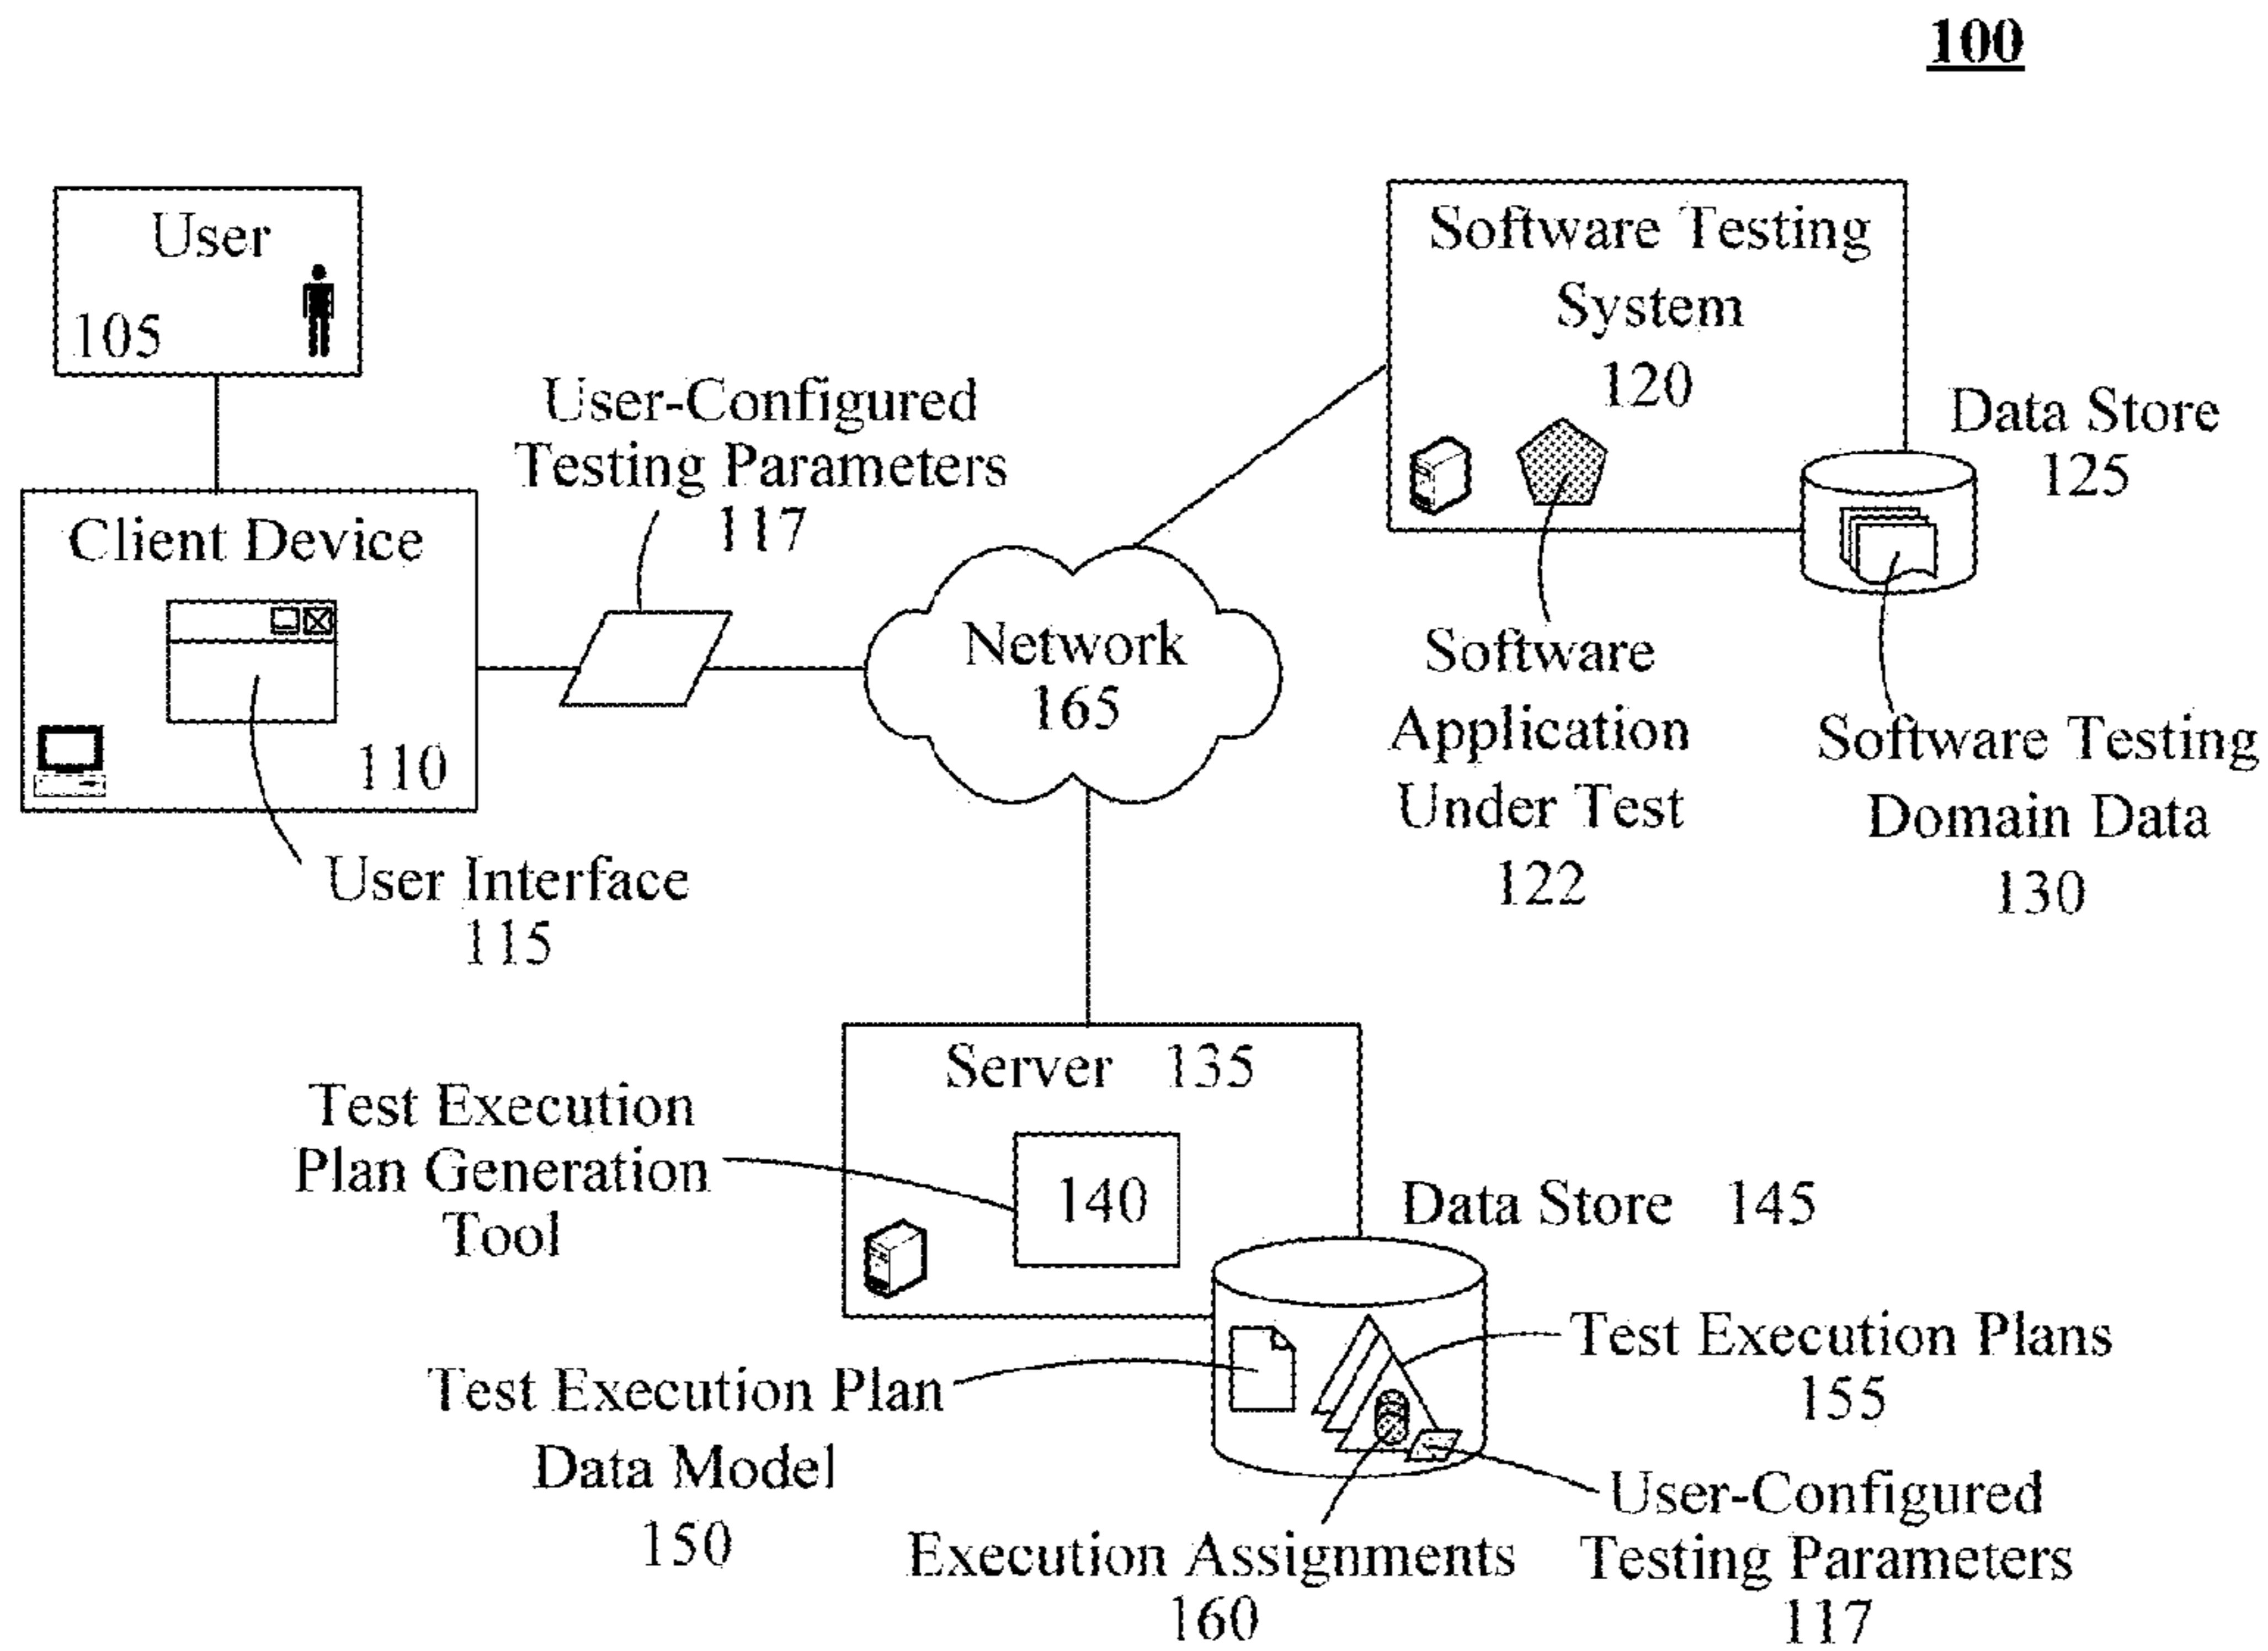 100
User
105
User-Configured
Testing Parameters
117
Client Device
110
User Interface
115
Network
165
Software Testing
System
120
Data Store
125
Software
Application
Under Test
122
Software Testing
Domain Data
130
Server 135
Test Execution
Plan Generation
Tool
140
Data Store 145
Test Execution Plan
Data Model
150
Test Execution Plans
155
Execution Assignments
160
User-Configured
Testing Parameters
117